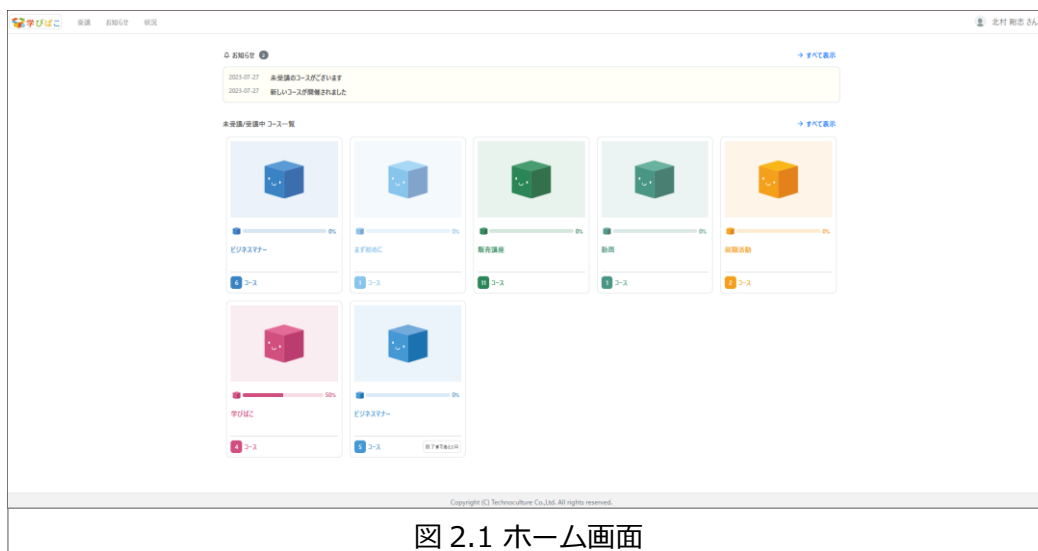 学びばこ 受講 お知らせ 状況 北村 剛志 さん
お知らせ 2 → すべて表示
2023-07-27 未受講のコースがございます
2023-07-27 新しいコースが開催されました
未受講/受講中 コース一覧 → すべて表示
0% 0% 0% 0% 0%
ビジネスマナー まず初めに 販売講座 動画 就職活動
6 コース 1 コース 11 コース 1 コース 2 コース
50% 0%
学びばこ ビジネスマナー
4 コース 5 コース
Copyright (C) Technoculture Co.,Ltd. All rights reserved.
図 2.1 ホーム画面